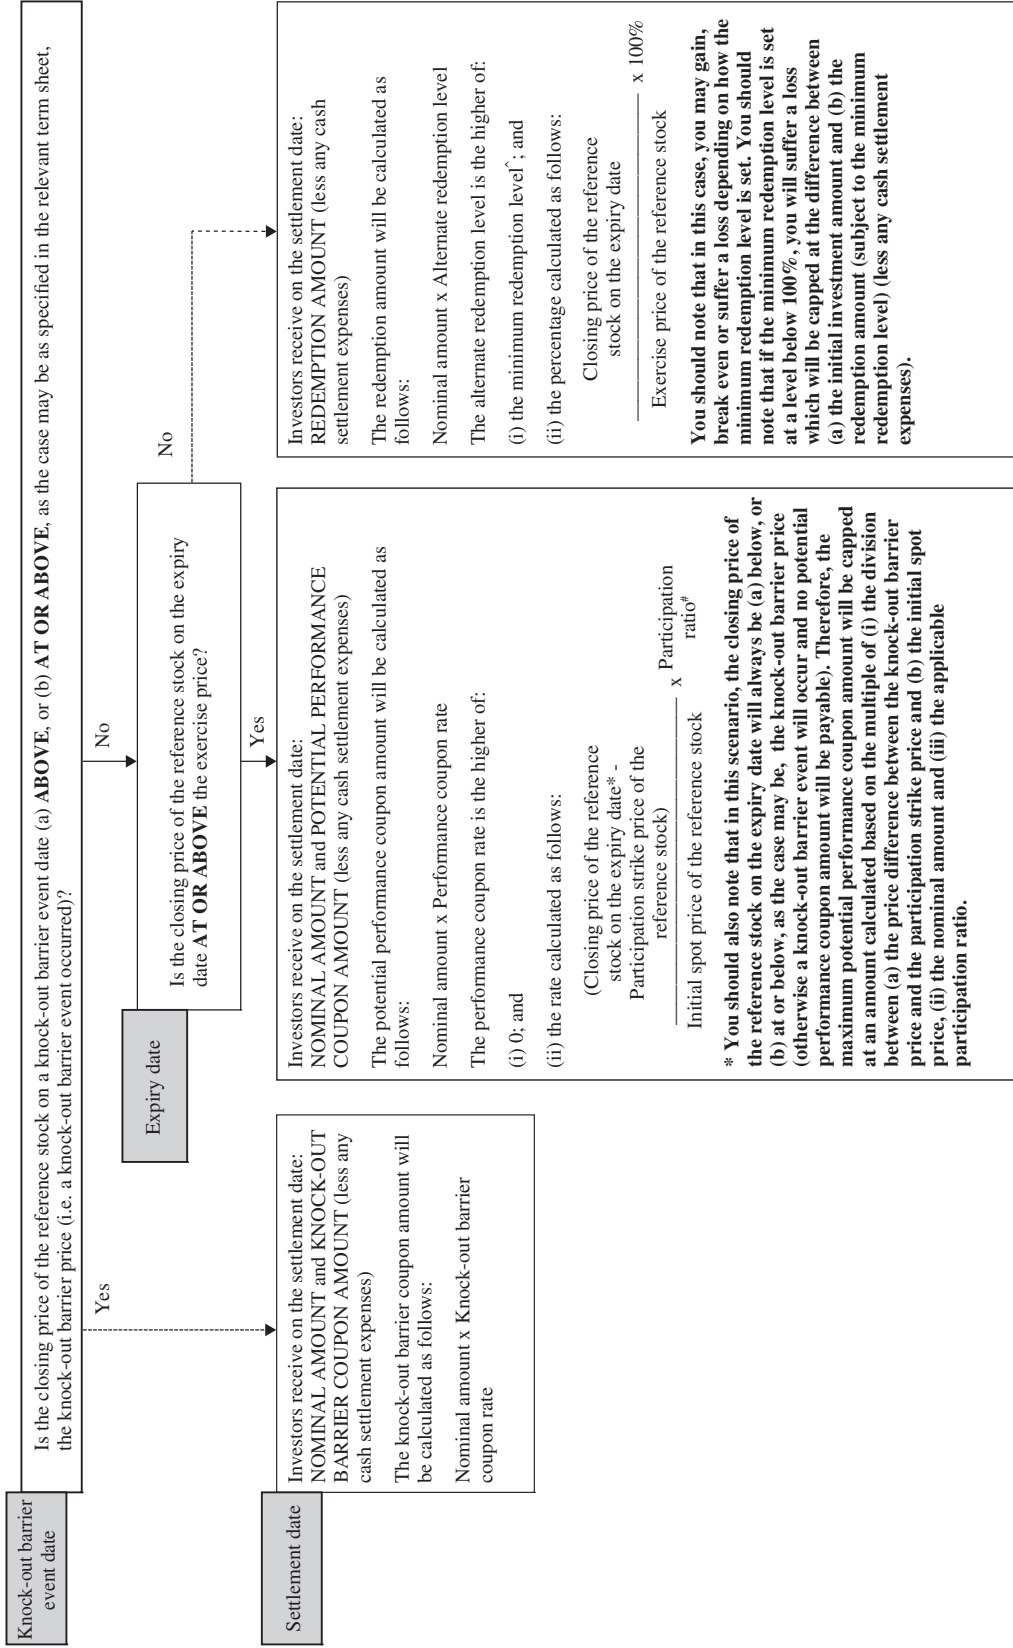 Knock-out barrier
event date
Is the closing price of the reference stock on a knock-out barrier event date (a) ABOVE, or (b) AT OR ABOVE, as the case may be as specified in the relevant term sheet,
the knock-out barrier price (i.e. a knock-out barrier event occurred)?
Yes
No
Expiry date
Is the closing price of the reference stock on the expiry
date AT OR ABOVE the exercise price?
Yes
No
Settlement date
Investors receive on the settlement date:
NOMINAL AMOUNT and KNOCK-OUT
BARRIER COUPON AMOUNT (less any
cash settlement expenses)
The knock-out barrier coupon amount will
be calculated as follows:
Nominal amount x Knock-out barrier
coupon rate
Investors receive on the settlement date:
NOMINAL AMOUNT and POTENTIAL PERFORMANCE
COUPON AMOUNT (less any cash settlement expenses)
The potential performance coupon amount will be calculated as
follows:
Nominal amount x Performance coupon rate
The performance coupon rate is the higher of:
(i) 0; and
(ii) the rate calculated as follows:
(Closing price of the reference
stock on the expiry date* -
Participation strike price of the
reference stock)
Initial spot price of the reference stock
x Participation
ratio#
* You should also note that in this scenario, the closing price of
the reference stock on the expiry date will always be (a) below, or
(b) at or below, as the case may be, the knock-out barrier price
(otherwise a knock-out barrier event will occur and no potential
performance coupon amount will be payable). Therefore, the
maximum potential performance coupon amount will be capped
at an amount calculated based on the multiple of (i) the division
between (a) the price difference between the knock-out barrier
price and the participation strike price and (b) the initial spot
price, (ii) the nominal amount and (iii) the applicable
participation ratio.
Investors receive on the settlement date:
REDEMPTION AMOUNT (less any cash
settlement expenses)
The redemption amount will be calculated as
follows:
Nominal amount x Alternate redemption level
The alternate redemption level is the higher of:
(i) the minimum redemption level^; and
(ii) the percentage calculated as follows:
Closing price of the reference
stock on the expiry date
Exercise price of the reference stock
x 100%
You should note that in this case, you may gain,
break even or suffer a loss depending on how the
minimum redemption level is set. You should
note that if the minimum redemption level is set
at a level below 100%, you will suffer a loss
which will be capped at the difference between
(a) the initial investment amount and (b) the
redemption amount (subject to the minimum
redemption level) (less any cash settlement
expenses).